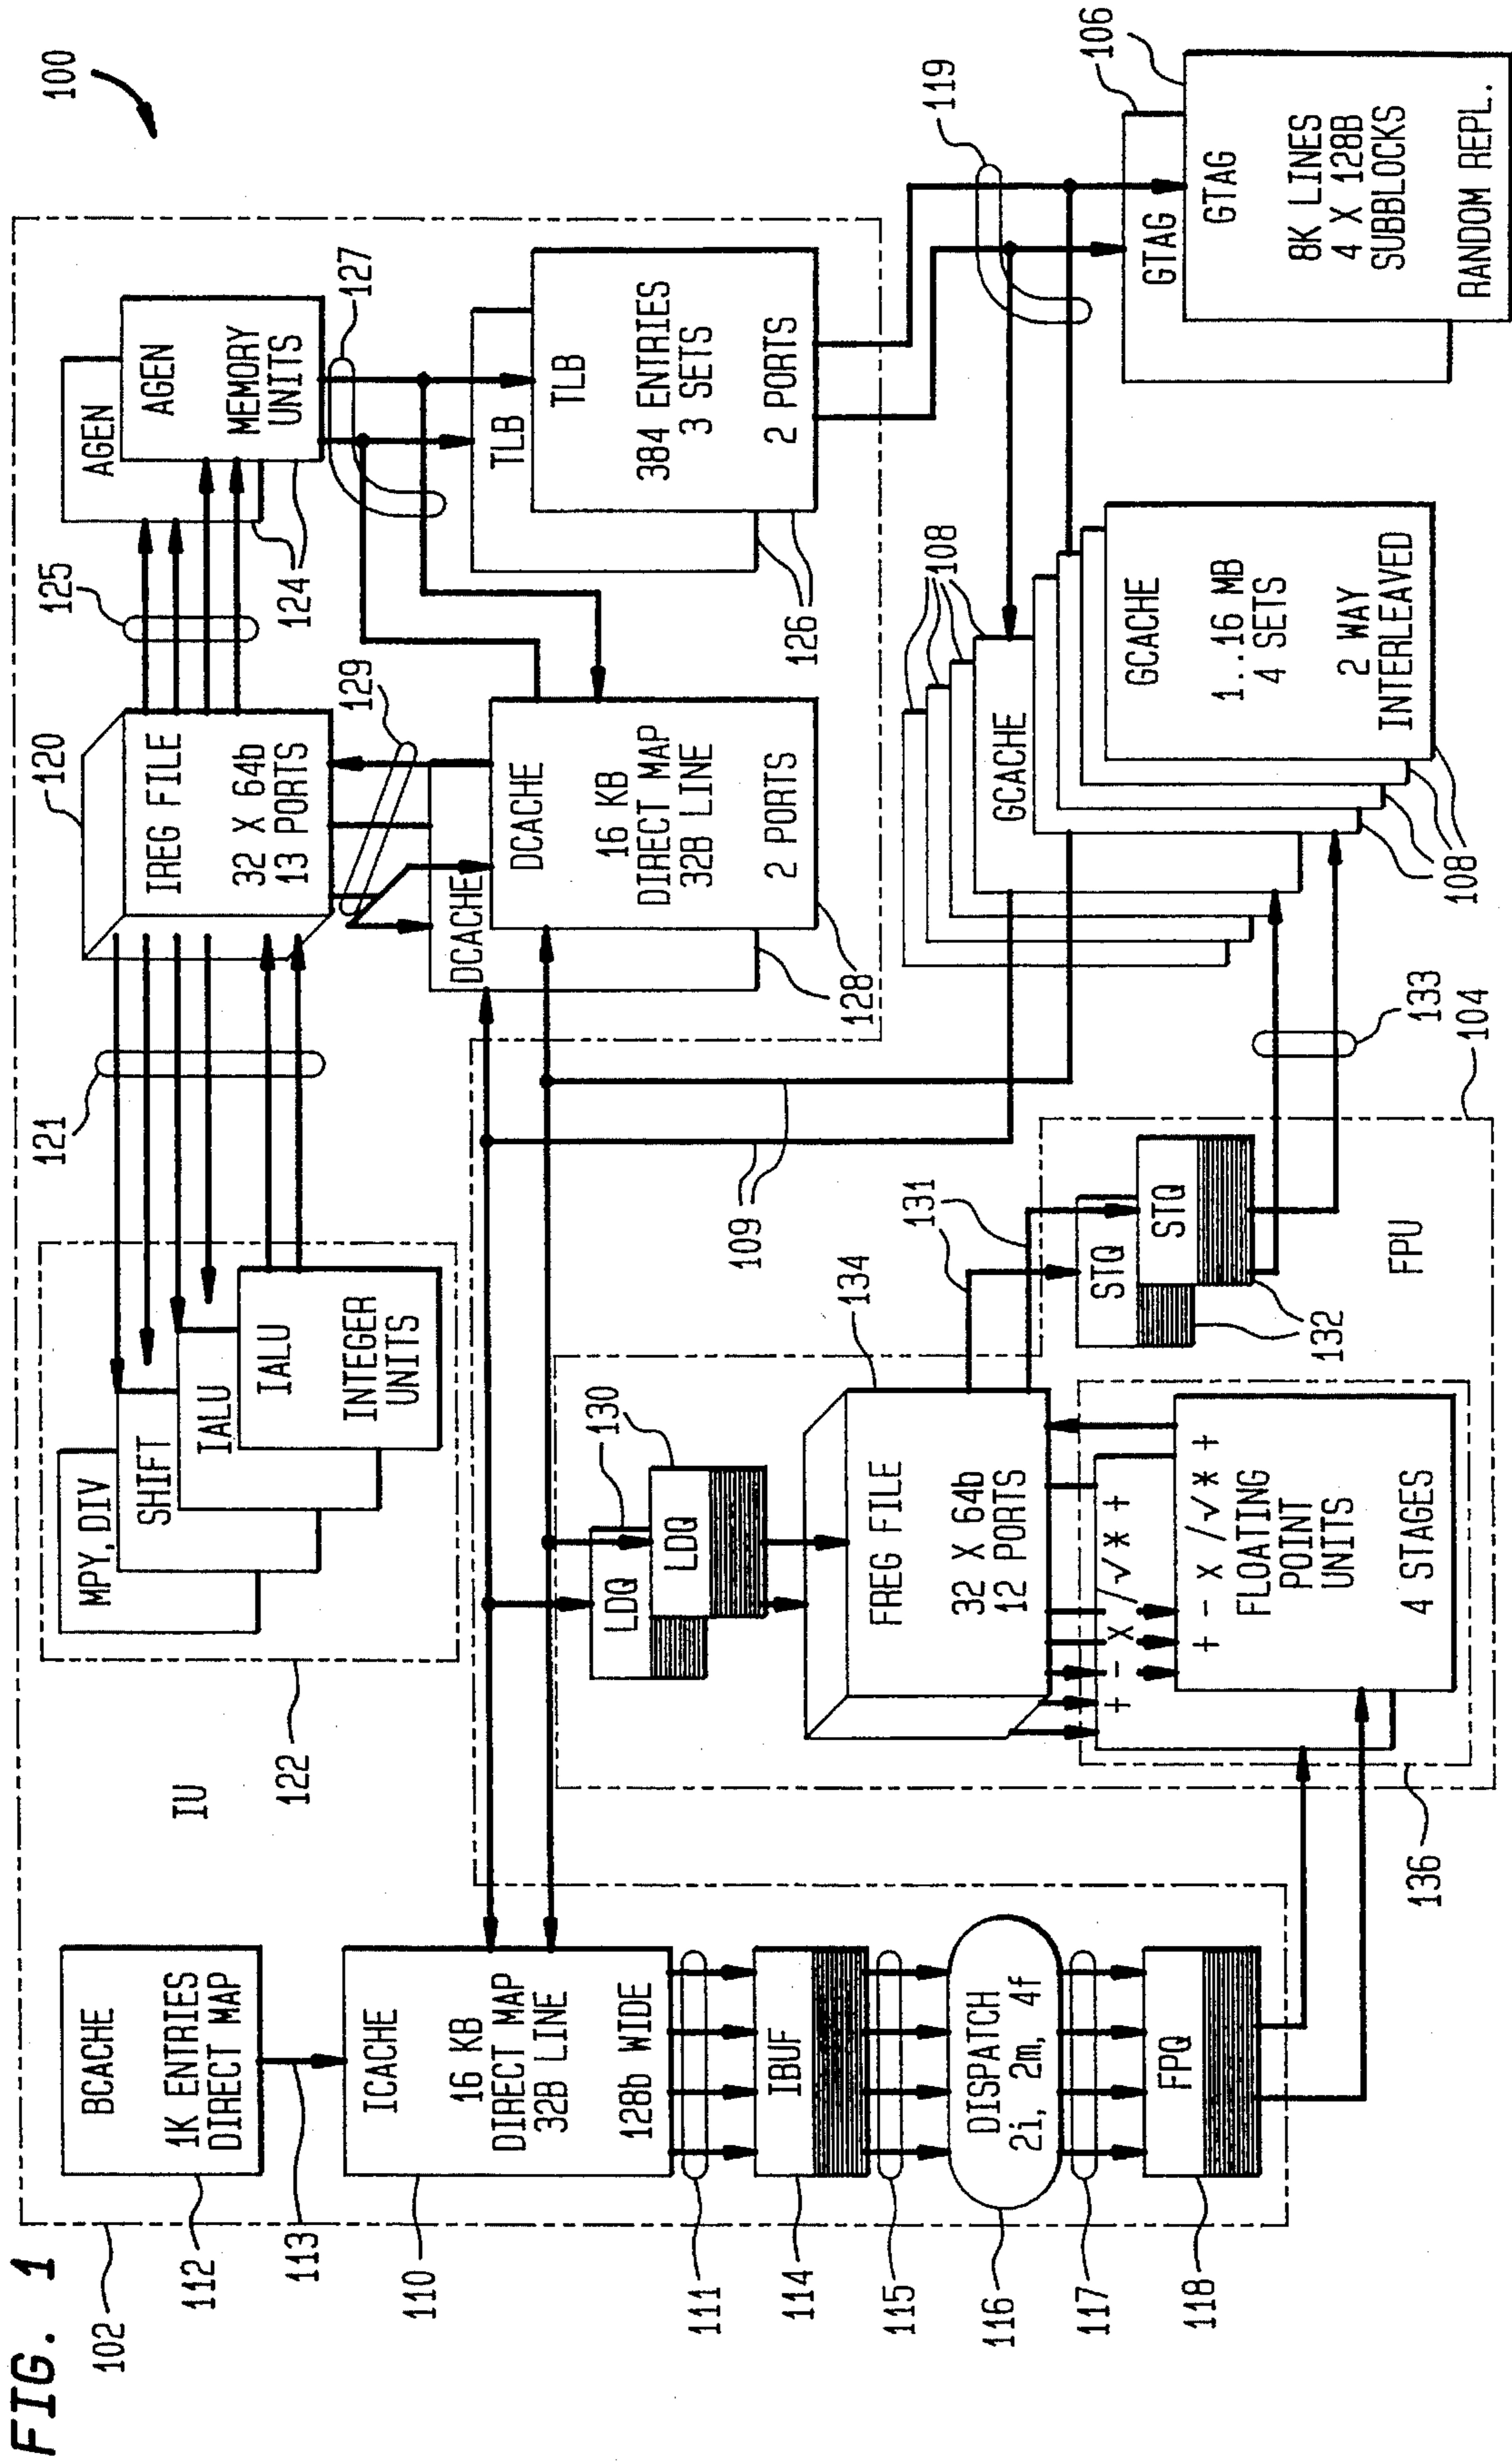 FIG. 1
100
102
IU
BCACHE
1K ENTRIES
DIRECT MAP
112
113
ICACHE
16 KB
DIRECT MAP
32B LINE
128b WIDE
110
111
IBUF
114
115
DISPATCH
2i, 2m, 4f
116
117
FPQ
118
MPY,DIV
SHIFT
IALU
IALU
INTEGER
UNITS
122
121
IREG FILE
32 X 64b
13 PORTS
120
125
AGEN
AGEN
MEMORY
UNITS
124
127
129
DCACHE
DCACHE
16 KB
DIRECT MAP
32B LINE
2 PORTS
128
TLB
TLB
384 ENTRIES
3 SETS
2 PORTS
126
109
119
LDQ
LDQ
130
FREG FILE
32 X 64b
12 PORTS
134
131
STQ
STQ
132
133
104
FPU
+ - X / √ * +
+ - X / √ * +
FLOATING
POINT
UNITS
4 STAGES
136
108
GCACHE
GCACHE
1..16 MB
4 SETS
2 WAY
INTERLEAVED
108
GTAG
GTAG
8K LINES
4 X 128B
SUBBLOCKS
RANDOM REPL.
106